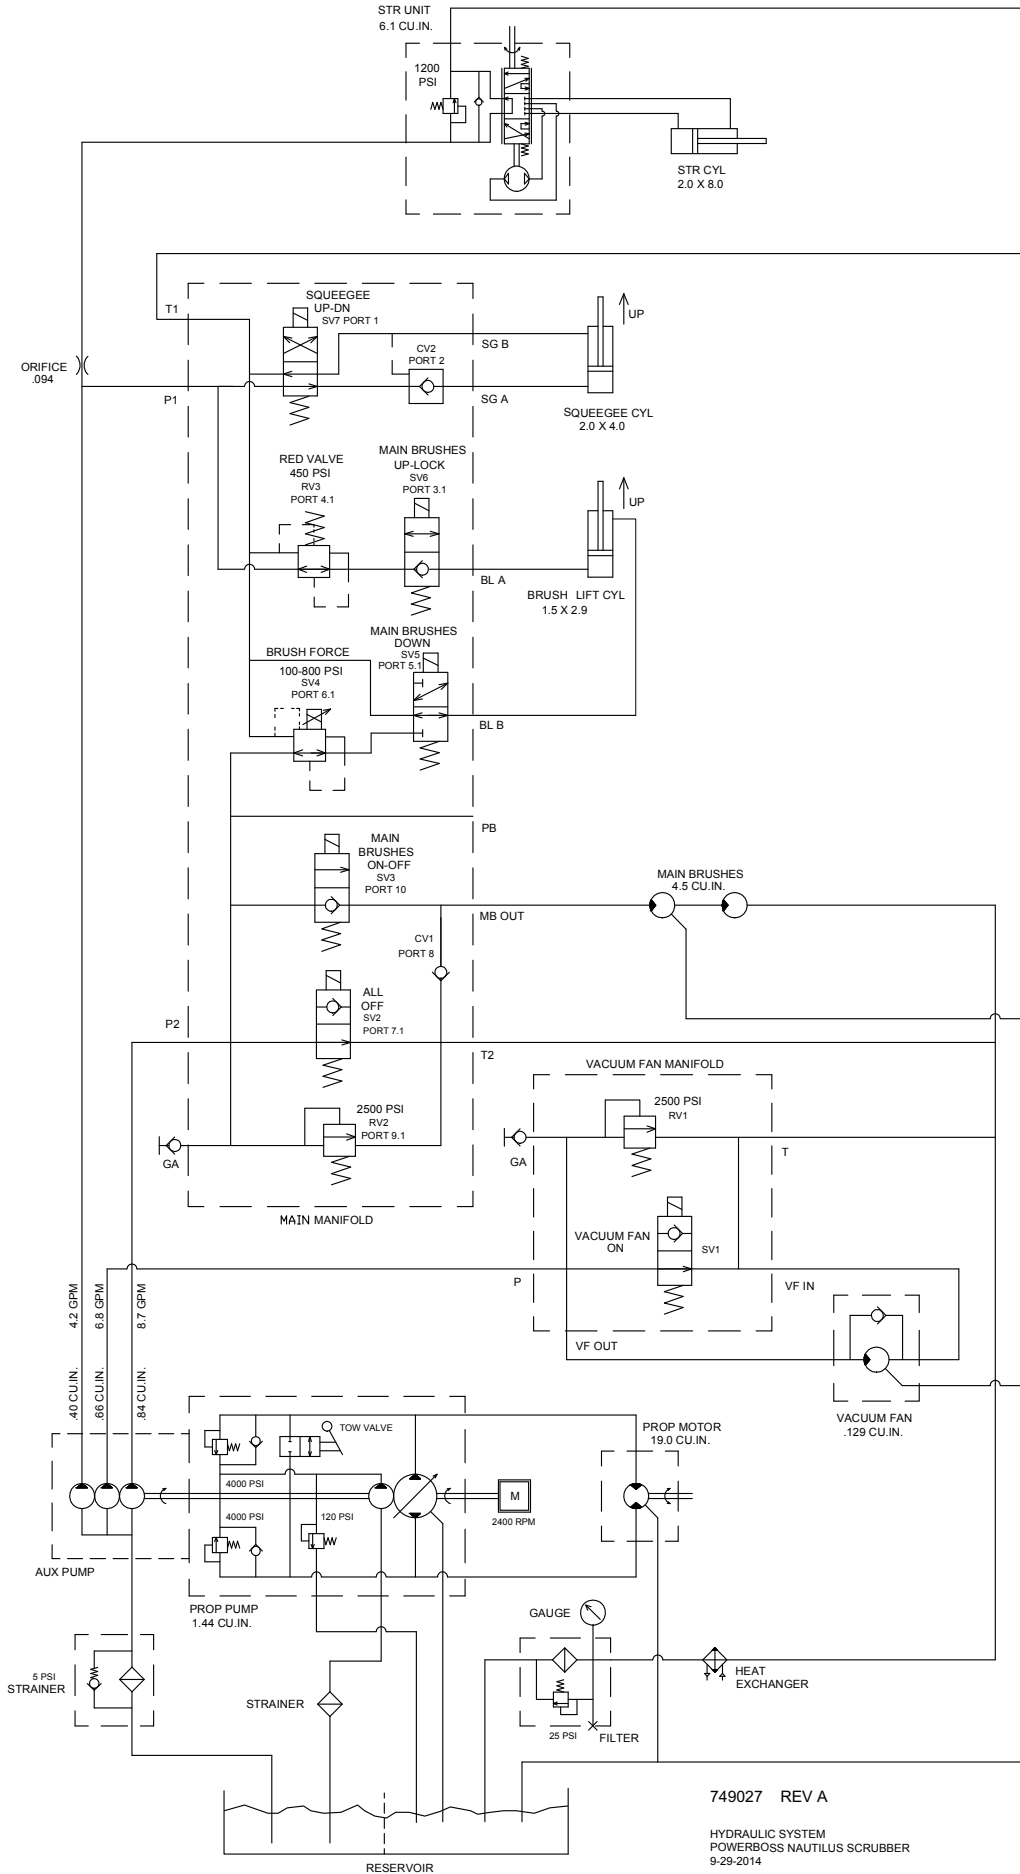 STR UNIT
6.1 CU.IN.
1200
PSI
STR CYL
2.0 X 8.0
T1
SQUEEGEE
UP-DN
SV7 PORT 1
UP
SG B
CV2
PORT 2
ORIFICE
.094
P1
SG A
SQUEEGEE CYL
2.0 X 4.0
RED VALVE
450 PSI
RV3
PORT 4.1
MAIN BRUSHES
UP-LOCK
SV6
PORT 3.1
UP
BL A
BRUSH LIFT CYL
1.5 X 2.9
MAIN BRUSHES
DOWN
SV5
PORT 5.1
BRUSH FORCE
100-800 PSI
SV4
PORT 6.1
BL B
PB
MAIN
BRUSHES
ON-OFF
SV3
PORT 10
MAIN BRUSHES
4.5 CU.IN.
MB OUT
CV1
PORT 8
ALL
OFF
SV2
PORT 7.1
P2
T2
VACUUM FAN MANIFOLD
2500 PSI
RV2
PORT 9.1
GA
2500 PSI
RV1
GA
T
MAIN MANIFOLD
VACUUM FAN
ON
SV1
P
VF IN
4.2 GPM
6.8 GPM
8.7 GPM
VF OUT
.40 CU.IN.
.66 CU.IN.
.84 CU.IN.
VACUUM FAN
.129 CU.IN.
TOW VALVE
PROP MOTOR
19.0 CU.IN.
4000 PSI
4000 PSI
120 PSI
M
2400 RPM
AUX PUMP
PROP PUMP
1.44 CU.IN.
GAUGE
5 PSI
STRAINER
STRAINER
HEAT
EXCHANGER
25 PSI
FILTER
749027 REV A
HYDRAULIC SYSTEM
POWERBOSS NAUTILUS SCRUBBER
9-29-2014
RESERVOIR